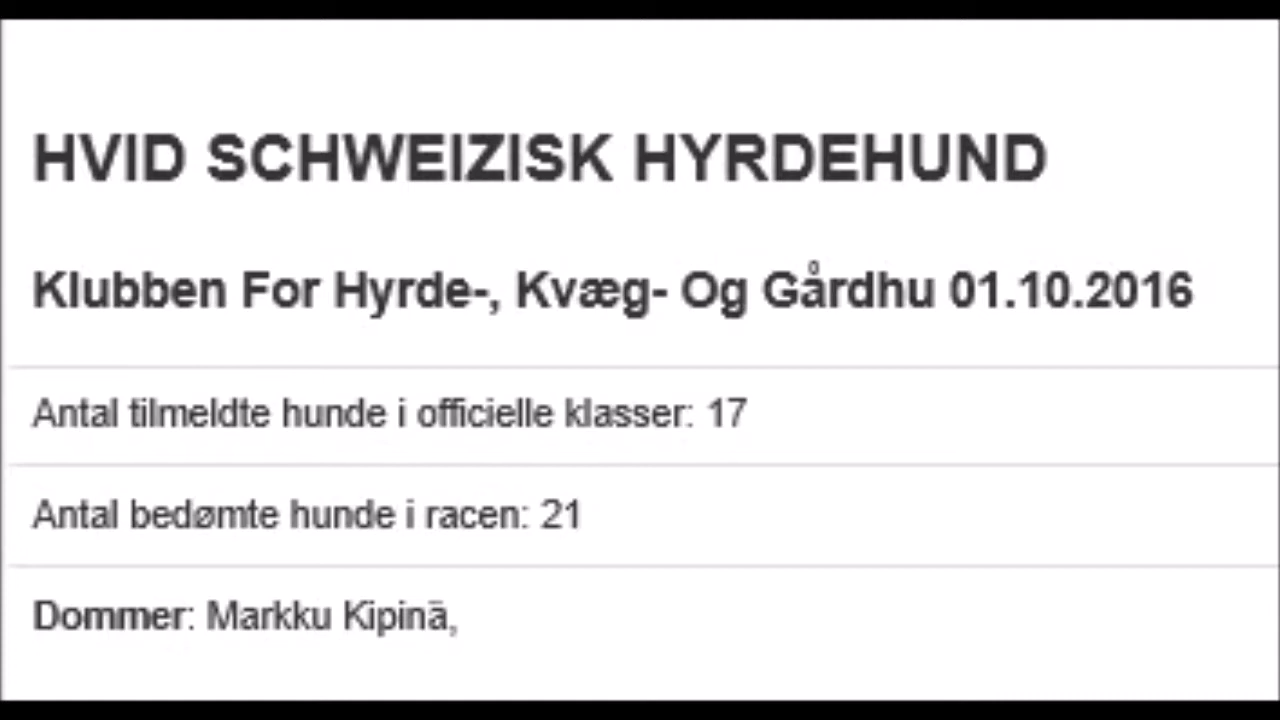 HVID SCHWEIZISK HYRDEHUND
Klubben For Hyrde-, Kvæg- Og Gårdhu 01.10.2016
Antal tilmeldte hunde i officielle klasser: 17
Antal bedømte hunde i racen: 21
Dommer: Markku Kipinä,